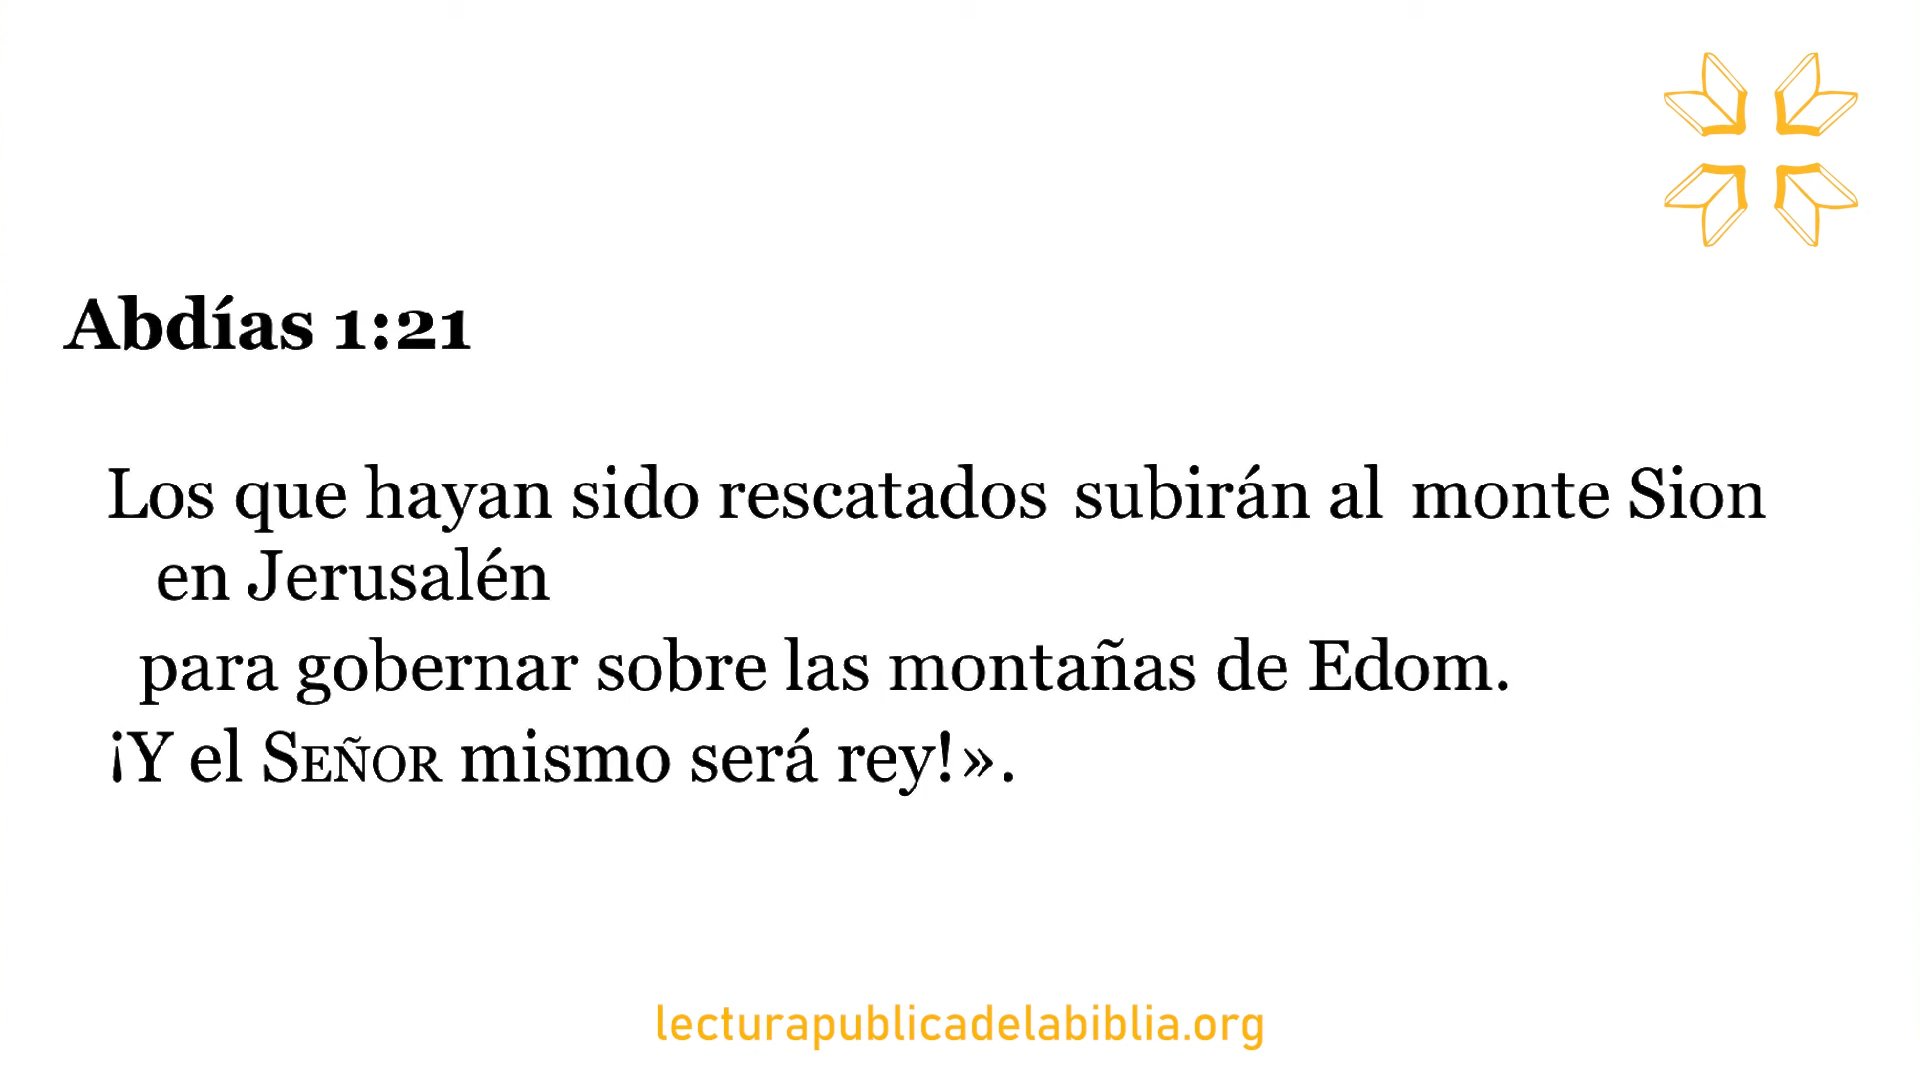 Abdías 1:21
Los que hayan sido rescatados subirán al monte Sion
en Jerusalén
para gobernar sobre las montañas de Edom.
¡Y el SEÑOR mismo será rey!».
lecturapublicadelabiblia.org